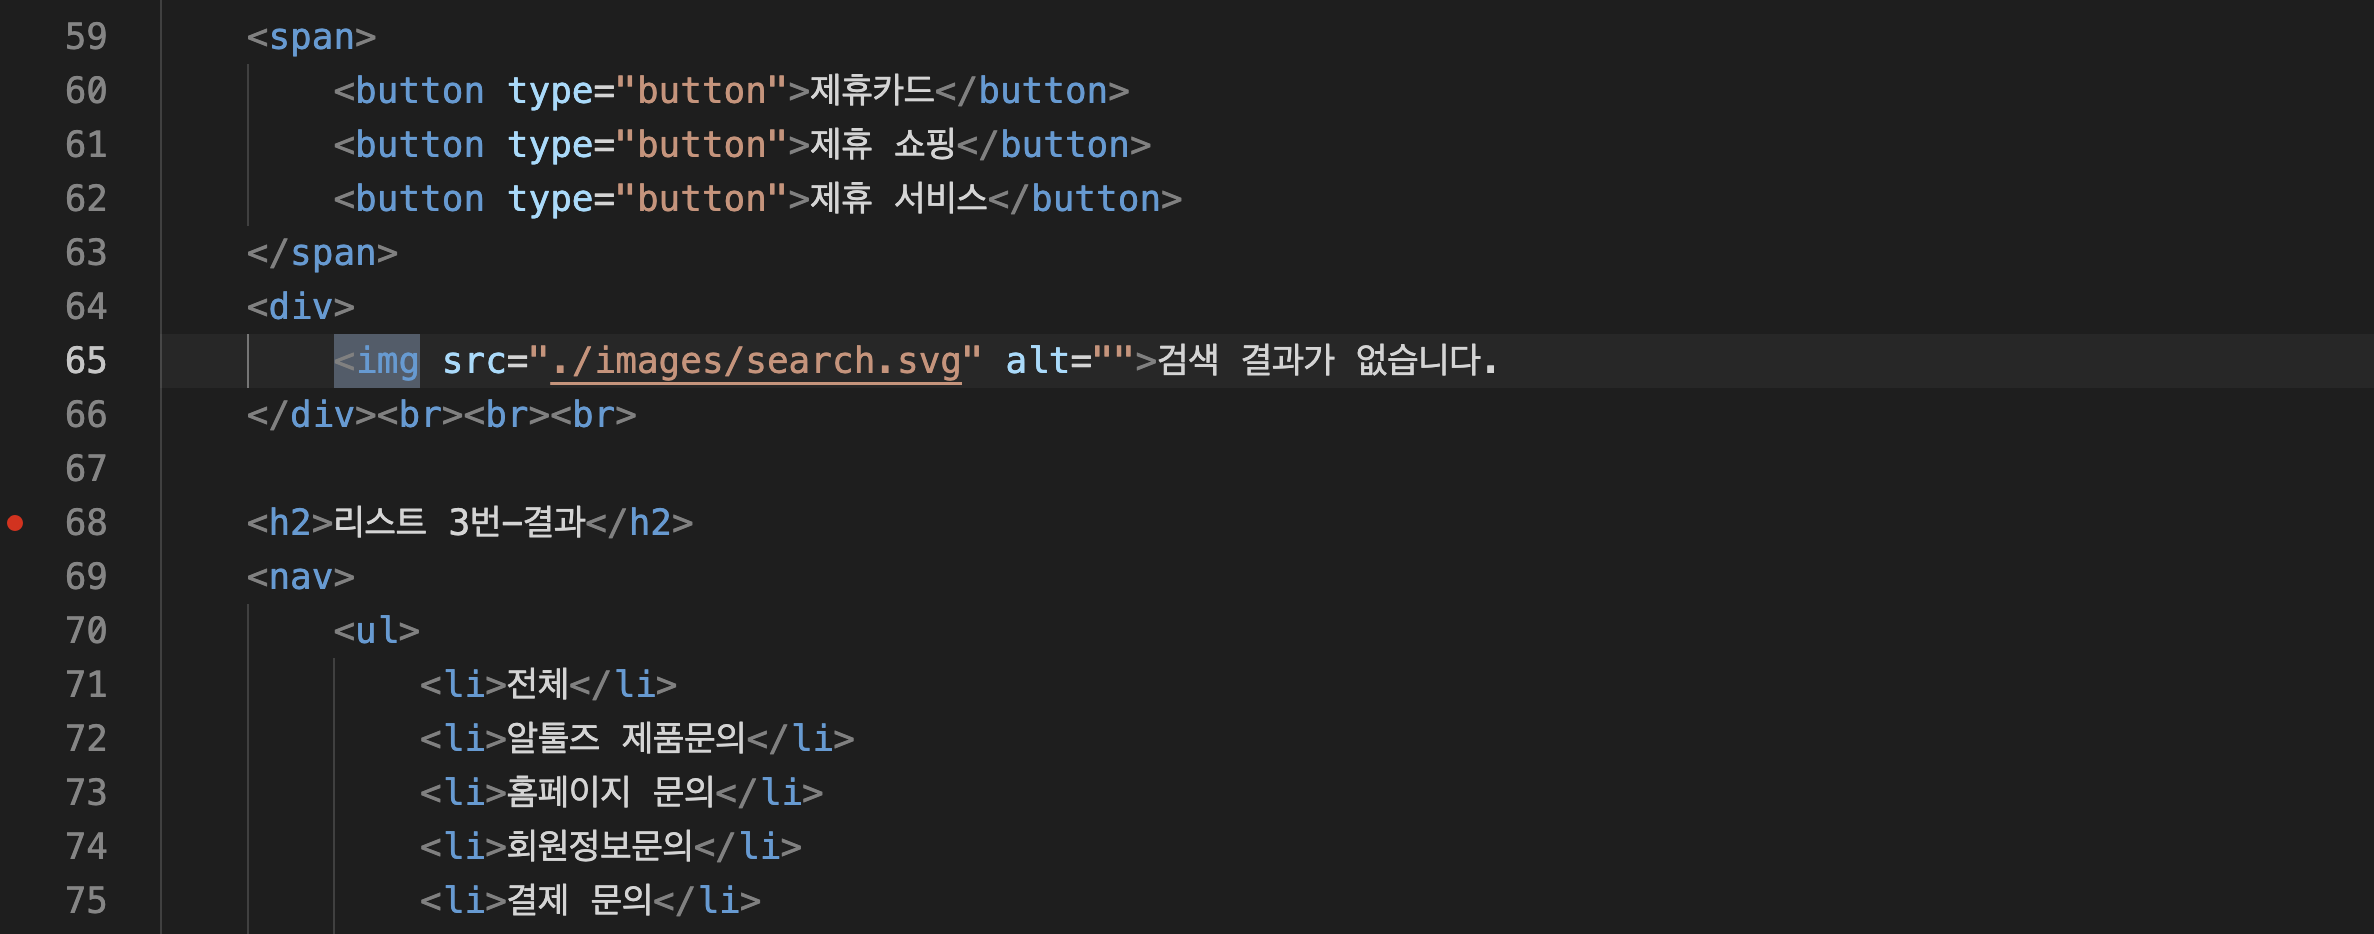 59 <span>
60 <button type="button">제휴카드</button>
61 <button type="button">제휴 쇼핑</button>
62 <button type="button">제휴 서비스</button>
63 </span>
64 <div>
65 <img src="./images/search.svg" alt="">검색 결과가 없습니다.
66 </div><br><br><br>
67
68 <h2>리스트 3번-결과</h2>
69 <nav>
70 <ul>
71 <li>전체</li>
72 <li>알툴즈 제품문의</li>
73 <li>홈페이지 문의</li>
74 <li>회원정보문의</li>
75 <li>결제 문의</li>